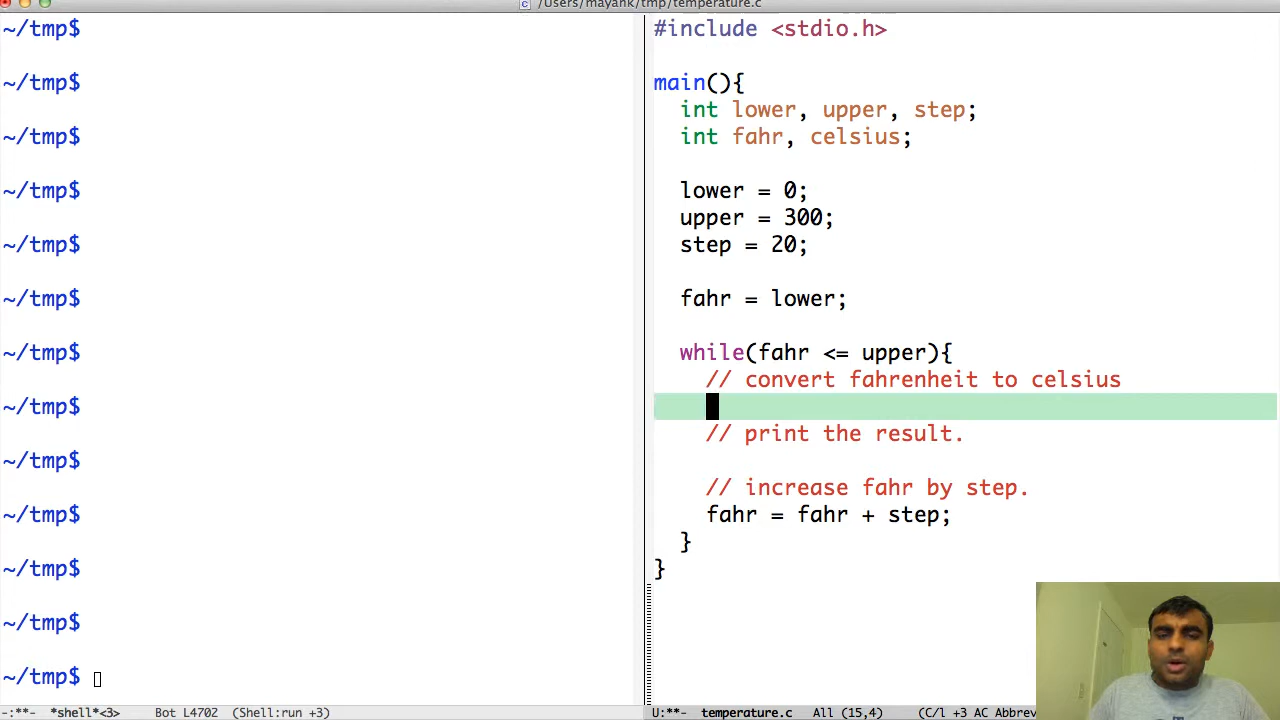 /Users/mayank/tmp/temperature.c
~/tmp$
~/tmp$
~/tmp$
~/tmp$
~/tmp$
~/tmp$
~/tmp$
~/tmp$
~/tmp$
~/tmp$
~/tmp$
~/tmp$
~/tmp$
-:**- *shell*<3> Bot L4702 (Shell:run +3)
#include <stdio.h>
main(){
int lower, upper, step;
int fahr, celsius;
lower = 0;
upper = 300;
step = 20;
fahr = lower;
while(fahr <= upper){
// convert fahrenheit to celsius
// print the result.
// increase fahr by step.
fahr = fahr + step;
}
}
U:**- temperature.c All (15,4) (C/l +3 AC Abbrev